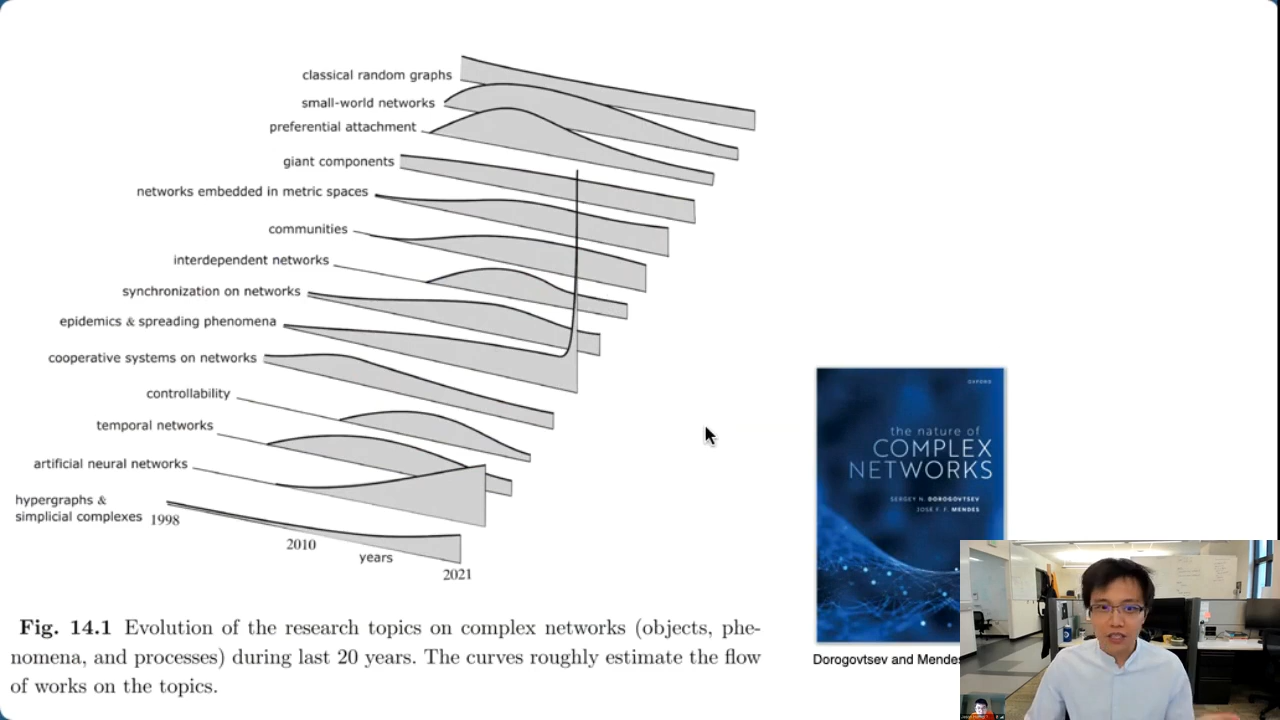 classical random graphs
small-world networks
preferential attachment
giant components
networks embedded in metric spaces
communities
interdependent networks
synchronization on networks
epidemics & spreading phenomena
cooperative systems on networks
controllability
temporal networks
artificial neural networks
hypergraphs &
simplicial complexes
1998
2010
years
2021
Fig. 14.1 Evolution of the research topics on complex networks (objects, phe-
nomena, and processes) during last 20 years. The curves roughly estimate the flow
of works on the topics.
OXFORD
the nature of
COMPLEX
NETWORKS
SERGEY N. DOROGOVTSEV
JOSÉ F. F. MENDES
Dorogovtsev and Mendes